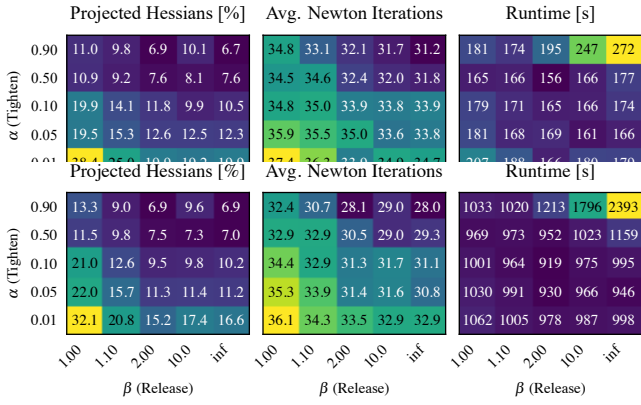 Projected Hessians [%] Avg. Newton Iterations Runtime [s]
0.90 11.0 9.8 6.9 10.1 6.7 34.8 33.1 32.1 31.7 31.2 181 174 195 247 272
0.50 10.9 9.2 7.6 8.1 7.6 34.5 34.6 32.4 32.0 31.8 165 166 156 166 177
0.10 19.9 14.1 11.8 9.9 10.5 34.8 35.0 33.9 33.8 33.9 179 171 165 166 174
0.05 19.5 15.3 12.6 12.5 12.3 35.9 35.5 35.0 33.6 33.8 181 168 169 161 166
α (Tighten)
Projected Hessians [%] Avg. Newton Iterations Runtime [s]
0.90 13.3 9.0 6.9 9.6 6.9 32.4 30.7 28.1 29.0 28.0 1033 1020 1213 1796 2393
0.50 11.5 9.8 7.5 7.3 7.0 32.9 32.9 30.5 29.0 29.3 969 973 952 1023 1159
0.10 21.0 12.6 9.5 9.8 10.2 34.4 32.9 31.3 31.7 31.1 1001 964 919 975 995
0.05 22.0 15.7 11.3 11.4 11.2 35.3 33.9 31.4 31.6 30.8 1030 991 930 966 946
0.01 32.1 20.8 15.2 17.4 16.6 36.1 34.3 33.5 32.9 32.9 1062 1005 978 987 998
α (Tighten)
1.00 1.10 2.00 10.0 inf 1.00 1.10 2.00 10.0 inf 1.00 1.10 2.00 10.0 inf
β (Release) β (Release) β (Release)